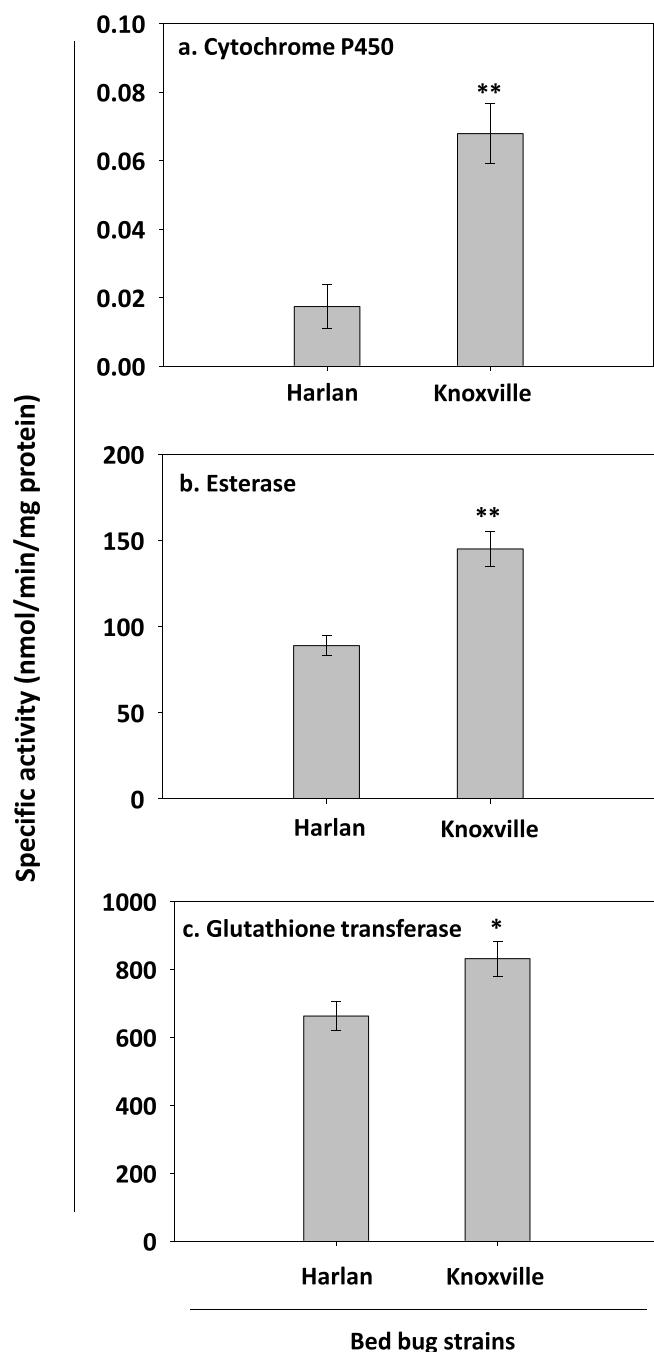 Specific activity (nmol/min/mg protein)
a. Cytochrome P450
0.10
0.08
0.06
0.04
0.02
0.00
**
Harlan Knoxville
b. Esterase
200
150
100
50
0
**
Harlan Knoxville
c. Glutathione transferase
1000
800
600
400
200
0
*
Harlan Knoxville
Bed bug strains